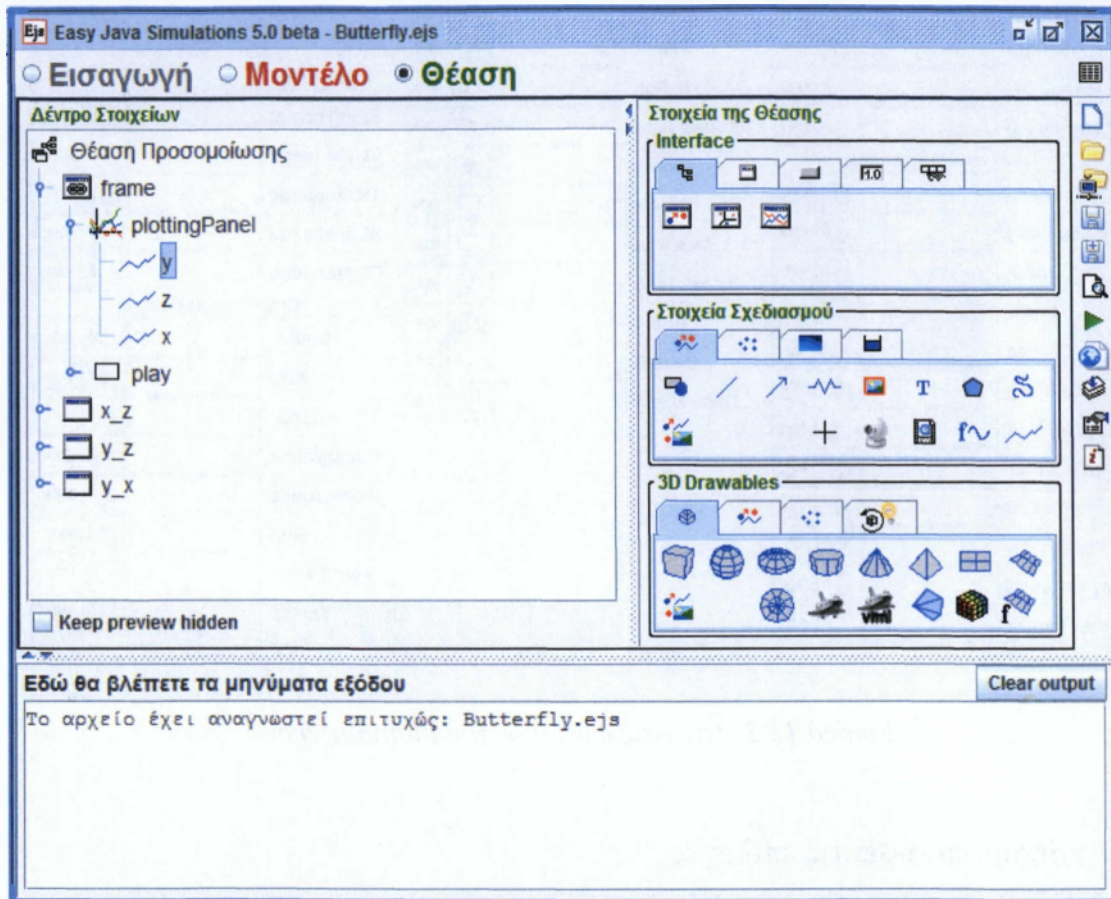 Ejs Easy Java Simulations 5.0 beta - Butterfly.ejs
Εισαγωγή Μοντέλο Θέαση
Δέντρο Στοιχείων
Θέαση Προσομοίωσης
frame
plottingPanel
y
z
x
play
x_z
y_z
y_x
Keep preview hidden
Στοιχεία της Θέασης
Interface
Στοιχεία Σχεδιασμού
T
f
3D Drawables
vrml
f
Εδώ θα βλέπετε τα μηνύματα εξόδου
Clear output
Το αρχείο έχει αναγνωστεί επιτυχώς: Butterfly.ejs